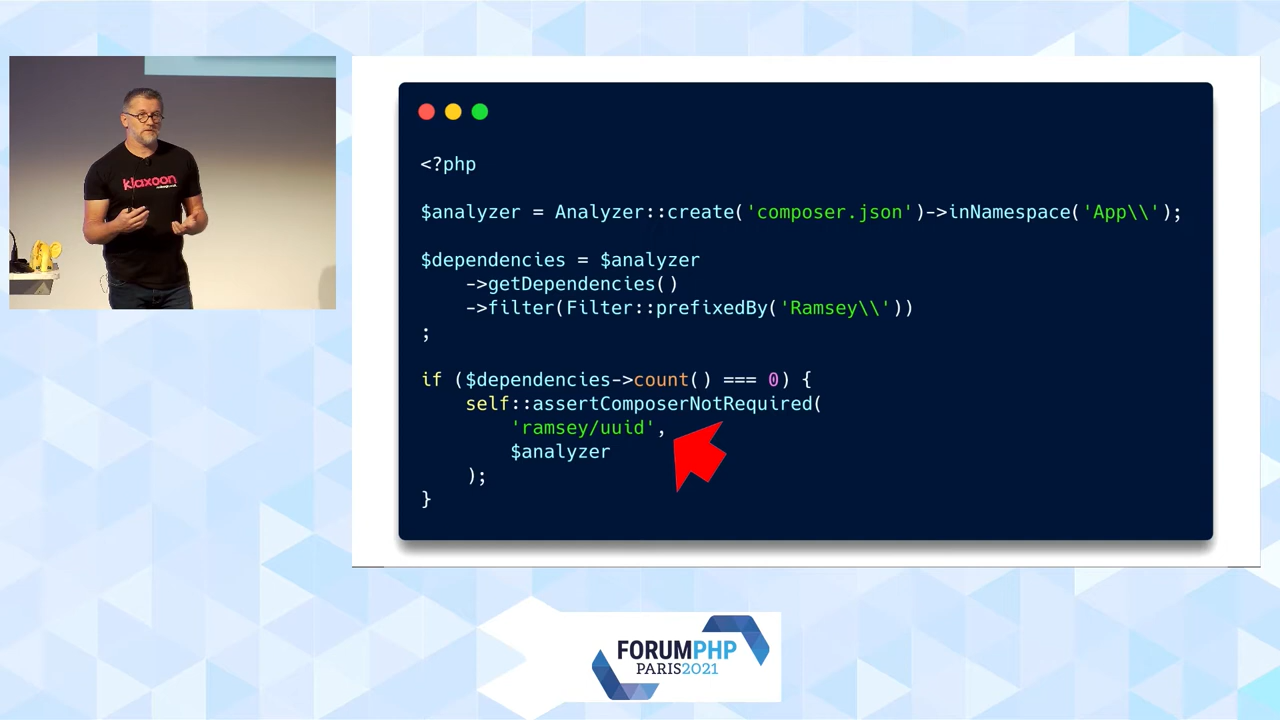 klaxoon
<?php
$analyzer = Analyzer::create('composer.json')->inNamespace('App\\');
$dependencies = $analyzer
->getDependencies()
->filter(Filter::prefixedBy('Ramsey\\'))
;
if ($dependencies->count() === 0) {
self::assertComposerNotRequired(
'ramsey/uuid',
$analyzer
);
}
FORUMPHP
PARIS2021